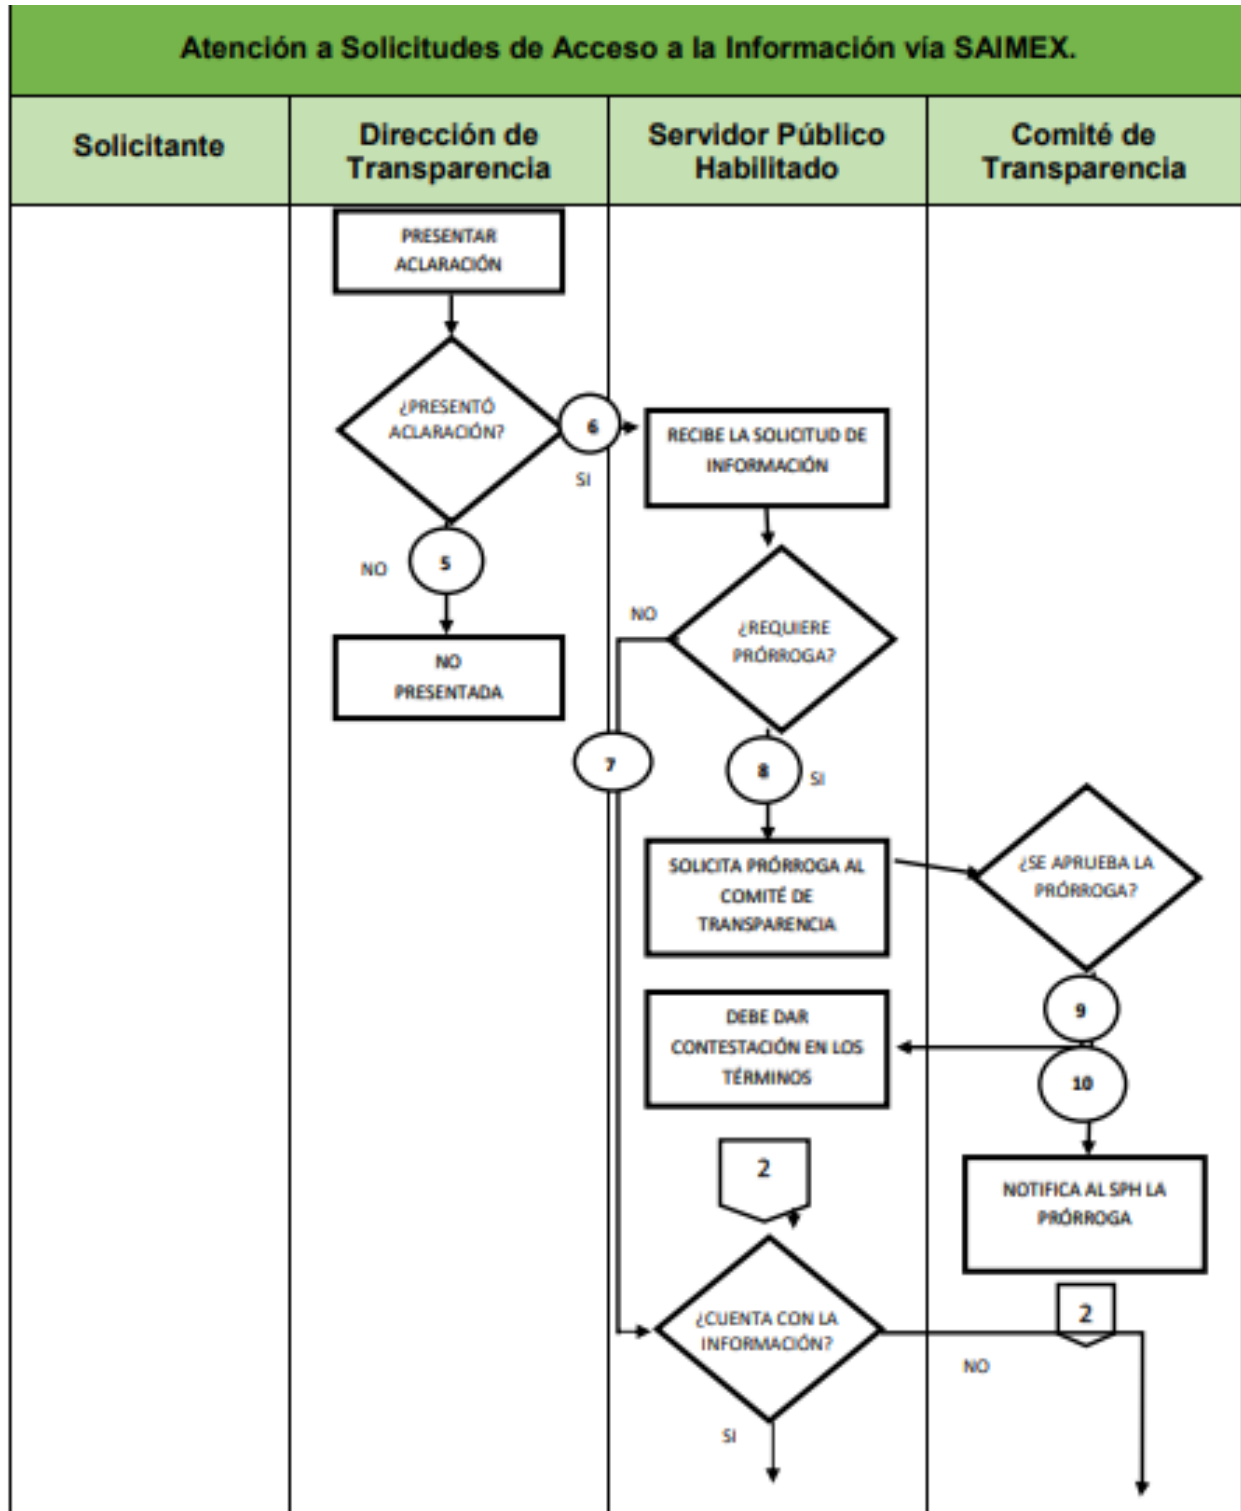 Atención a Solicitudes de Acceso a la Información vía SAIMEX.
Solicitante
Dirección de
Transparencia
Servidor Público
Habilitado
Comité de
Transparencia
PRESENTAR
ACLARACIÓN
¿PRESENTÓ
ACLARACIÓN?
6
SI
RECIBE LA SOLICITUD DE
INFORMACIÓN
NO
5
NO
PRESENTADA
NO
¿REQUIERE
PRÓRROGA?
7
8
SI
SOLICITA PRÓRROGA AL
COMITÉ DE
TRANSPARENCIA
¿SE APRUEBA LA
PRÓRROGA?
9
DEBE DAR
CONTESTACIÓN EN LOS
TÉRMINOS
10
2
NOTIFICA AL SPH LA
PRÓRROGA
2
¿CUENTA CON LA
INFORMACIÓN?
NO
SI